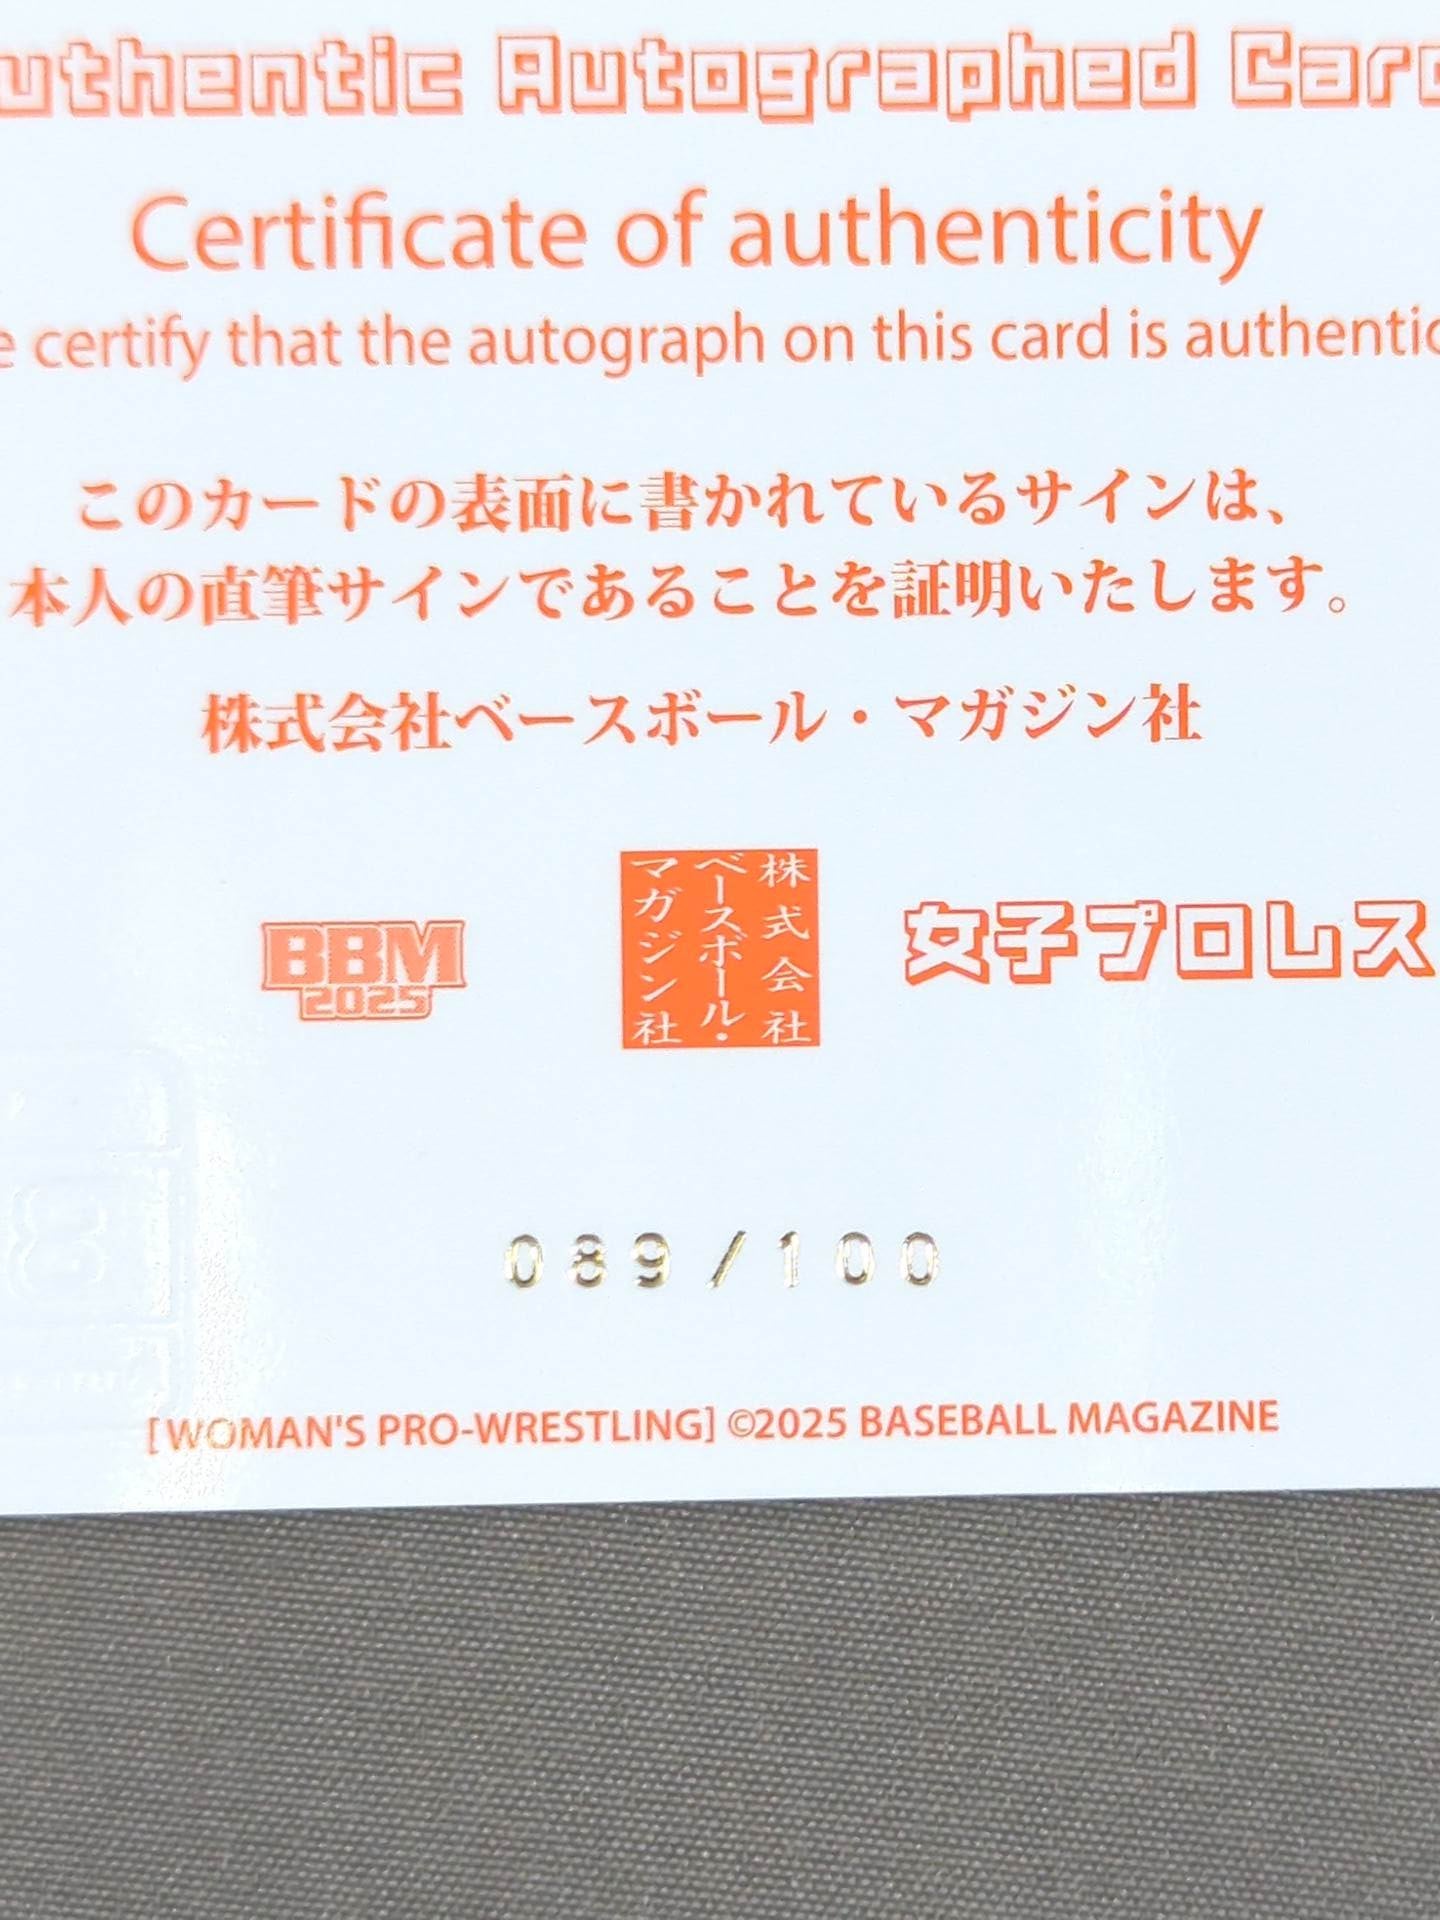 uthentic Autographed Car
Certificate of authenticity
e certify that the autograph on this card is authentic
このカードの表面に書かれているサインは、
本人の直筆サインであることを証明いたします。
株式会社ベースボール・マガジン社
BBM
2025
株式会社
ベースボール・
マガジン社
女子プロレス
089/100
[WOMAN'S PRO-WRESTLING] ©2025 BASEBALL MAGAZINE